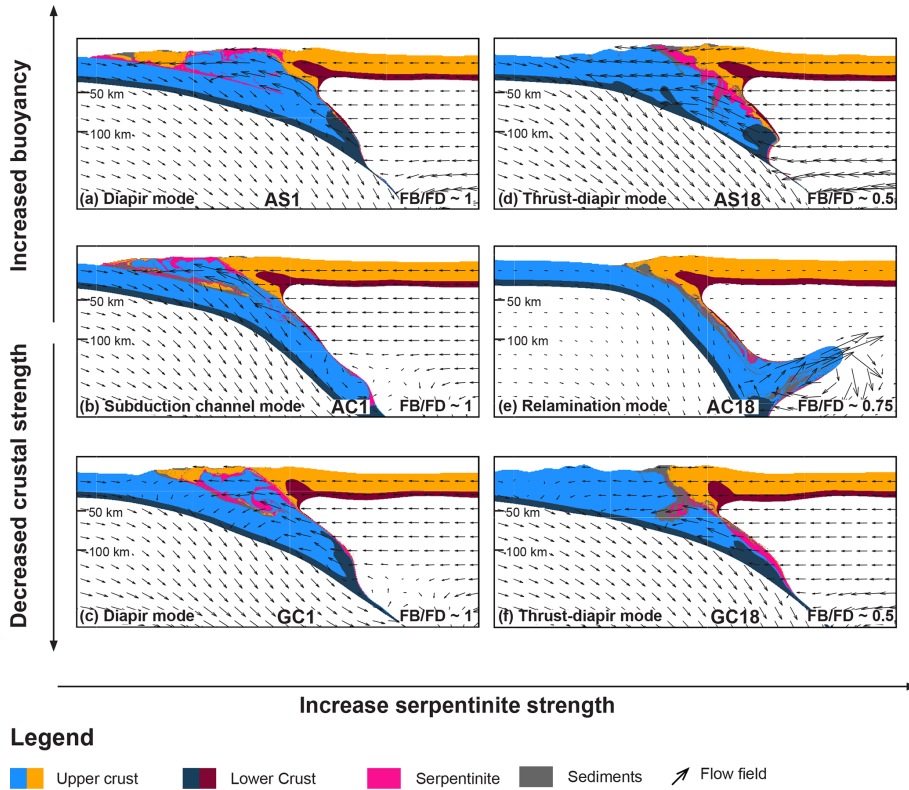 Increased buoyancy
Decreased crustal strength
50 km
100 km
(a) Diapir mode AS1 FB/FD ~ 1
50 km
100 km
(d) Thrust-diapir mode AS18 FB/FD ~ 0.5
50 km
100 km
(b) Subduction channel mode AC1 FB/FD ~ 1
50 km
100 km
(e) Relamination mode AC18 FB/FD ~ 0.75
50 km
100 km
(c) Diapir mode GC1 FB/FD ~ 1
50 km
100 km
(f) Thrust-diapir mode GC18 FB/FD ~ 0.5
Increase serpentinite strength
Legend
Upper crust Lower Crust Serpentinite Sediments Flow field